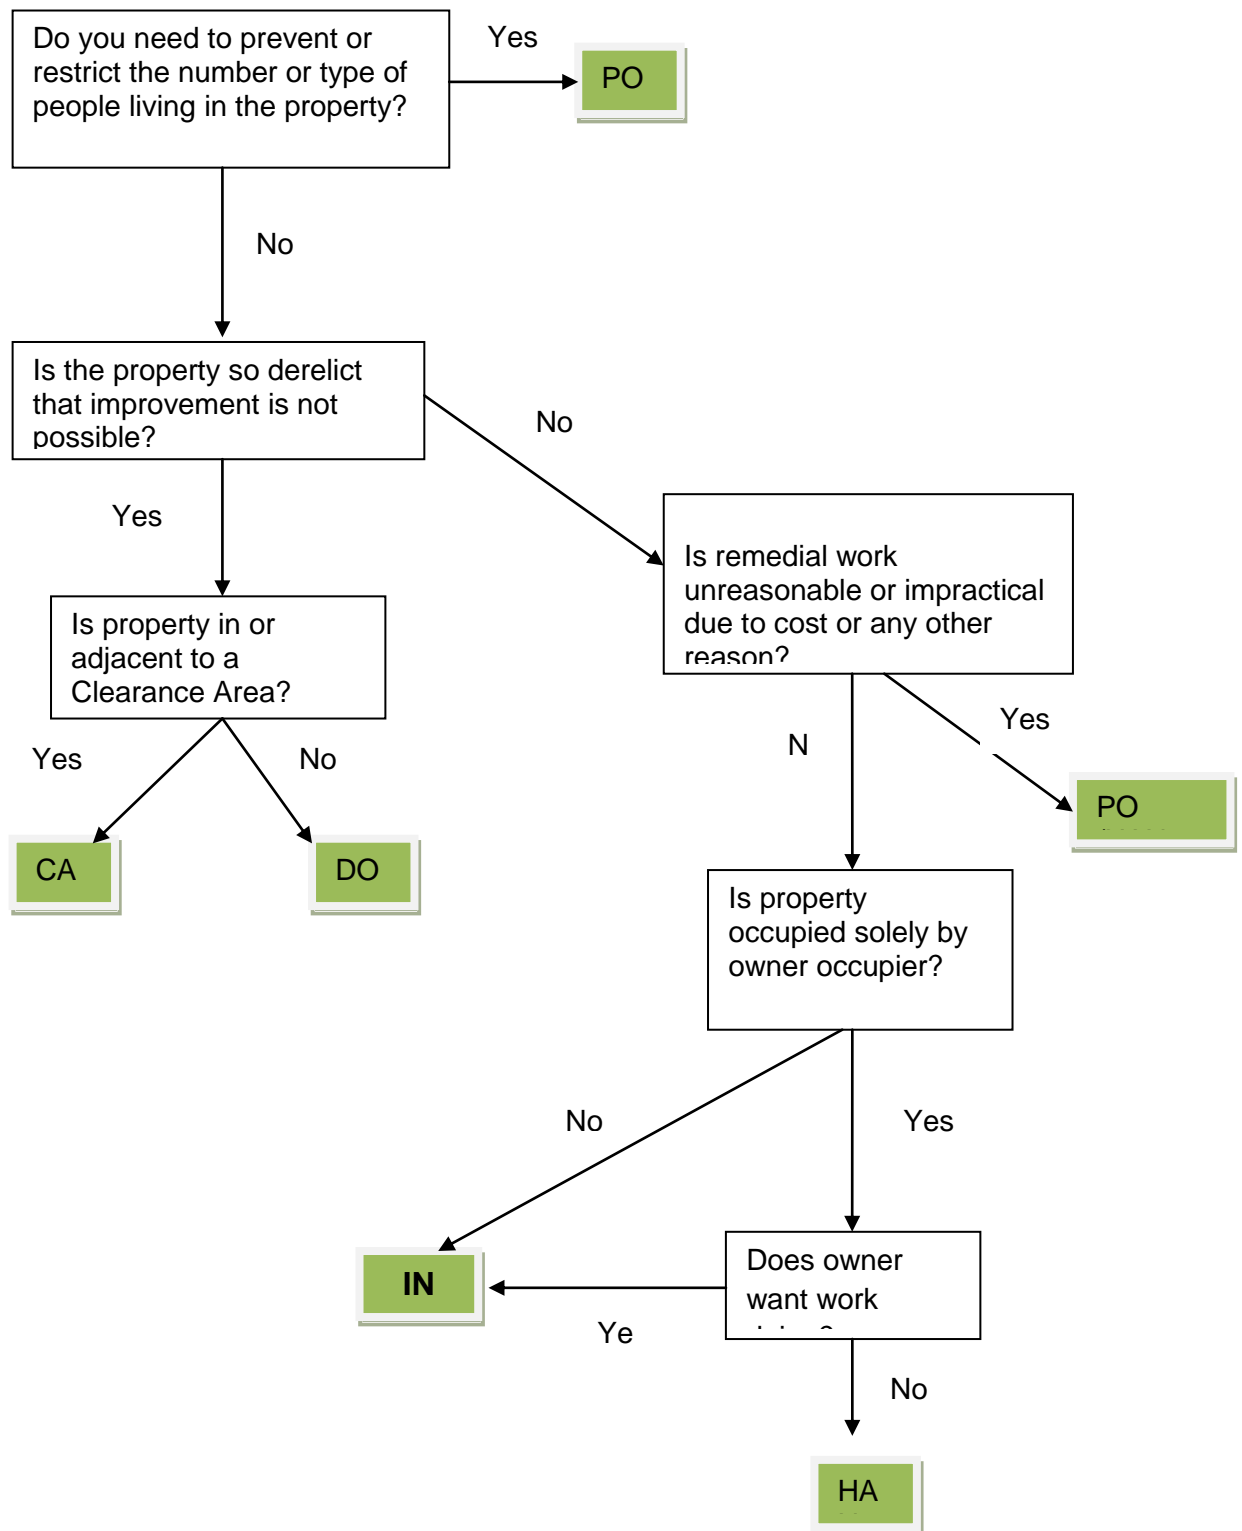 Do you need to prevent or
restrict the number or type of
people living in the property?
Yes
PO
No
Is the property so derelict
that improvement is not
possible?
No
Yes
Is remedial work
unreasonable or impractical
due to cost or any other
reason?
Is property in or
adjacent to a
Clearance Area?
Yes
No
N
Yes
CA
DO
PO
Is property
occupied solely by
owner occupier?
No
Yes
IN
Does owner
want work
Ye
No
HA